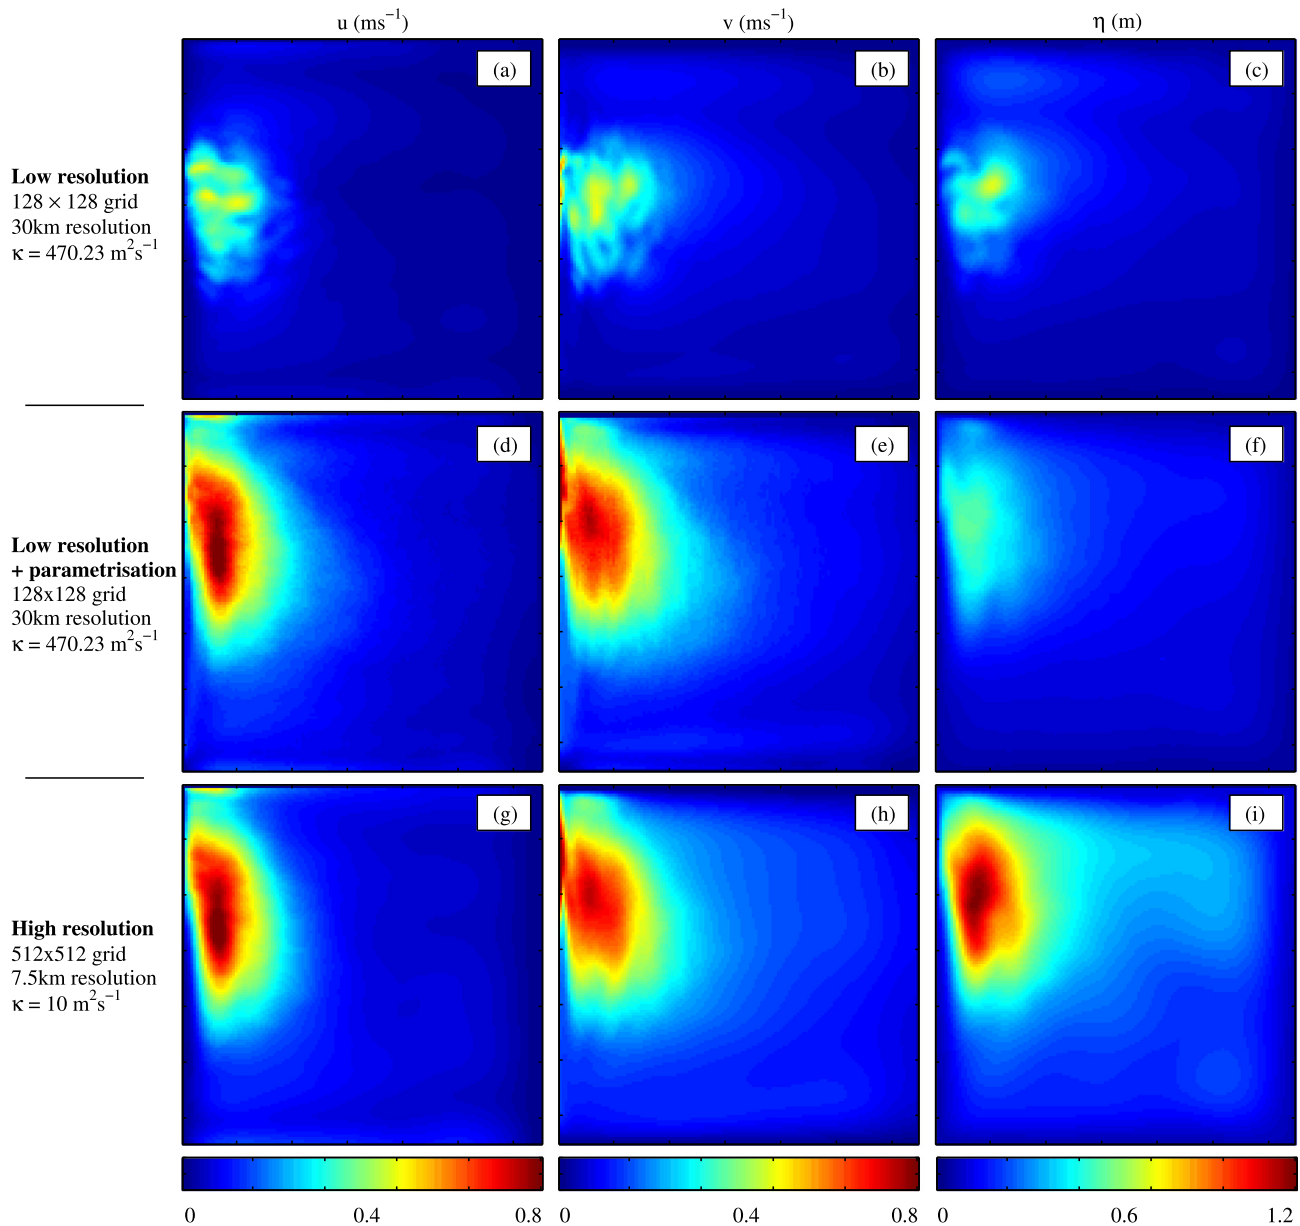 u (ms⁻¹)
v (ms⁻¹)
η (m)
(a)
(b)
(c)
Low resolution
128 × 128 grid
30km resolution
κ = 470.23 m²s⁻¹
(d)
(e)
(f)
Low resolution
+ parametrisation
128x128 grid
30km resolution
κ = 470.23 m²s⁻¹
(g)
(h)
(i)
High resolution
512x512 grid
7.5km resolution
κ = 10 m²s⁻¹
0 0.4 0.8
0 0.4 0.8
0 0.6 1.2